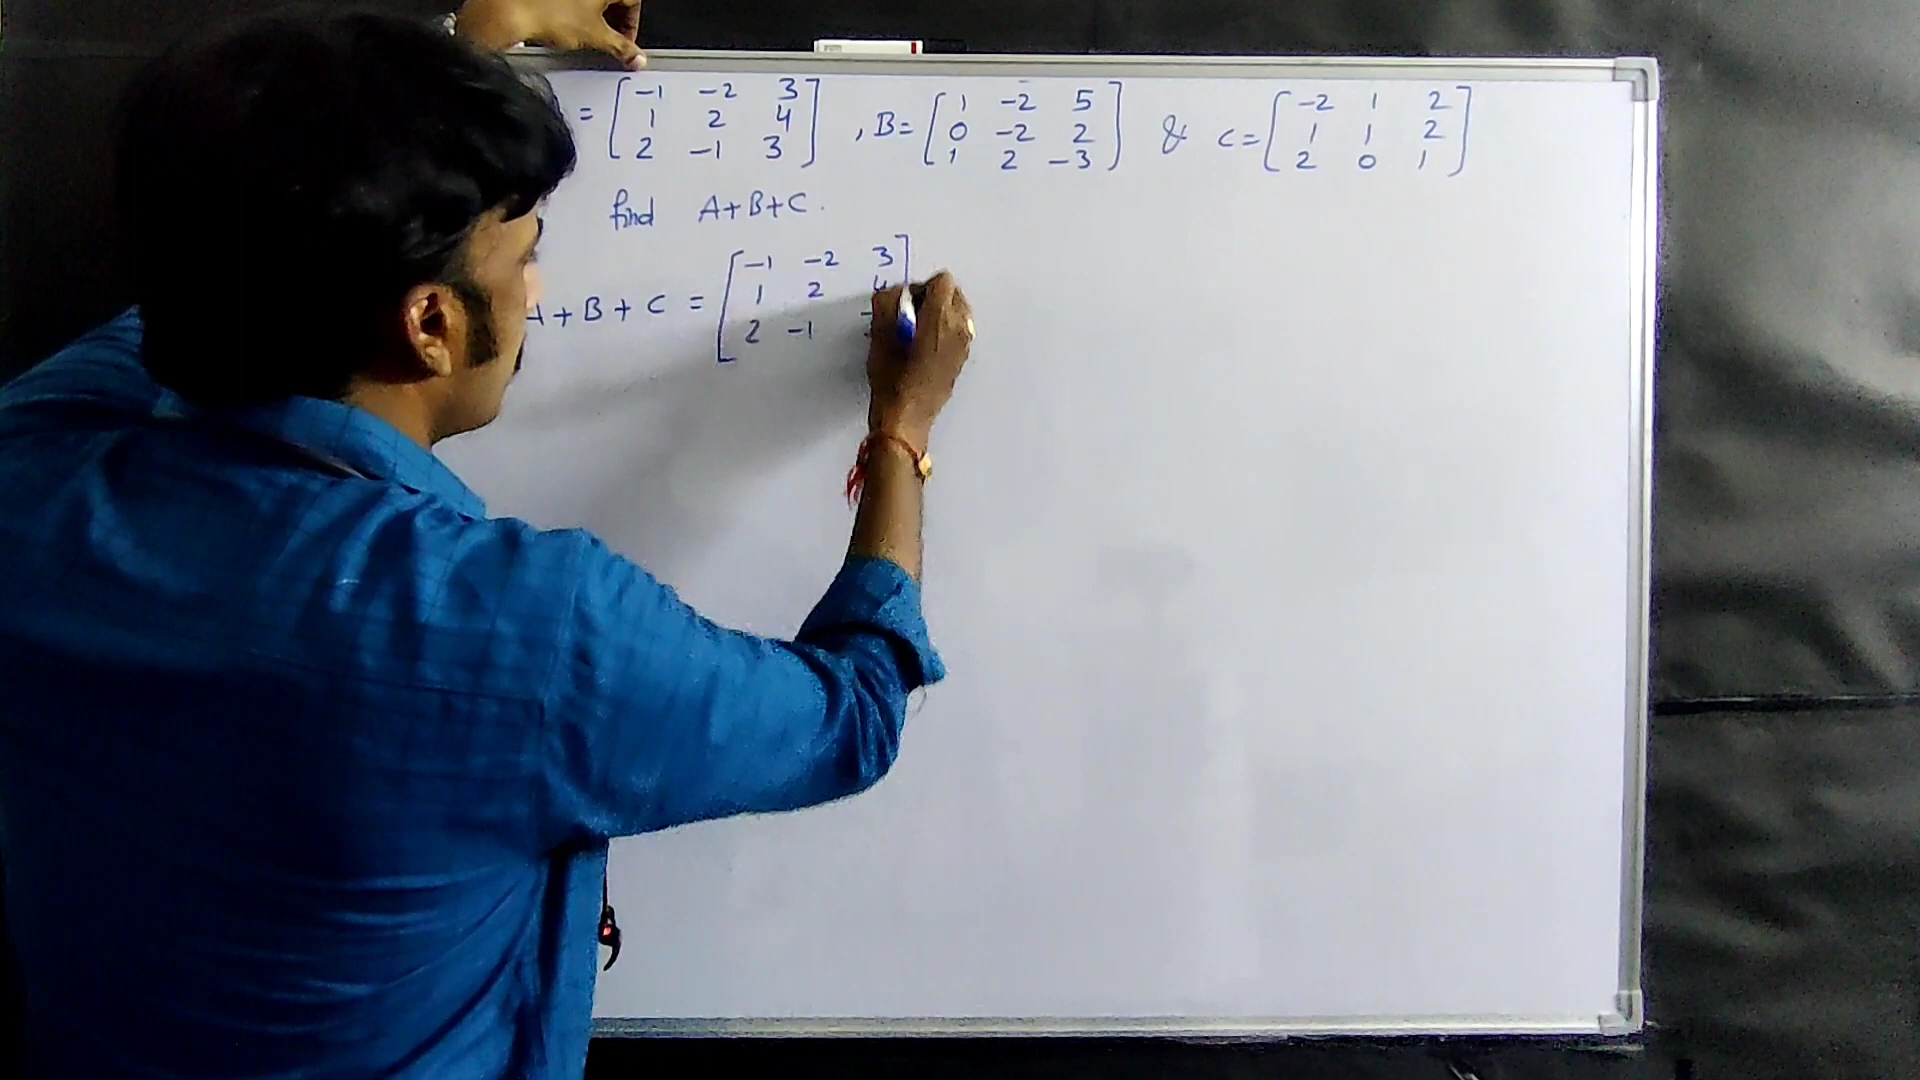 = [ -1 -2 3 ] , B = [ 1 -2 5 ] & C = [ -2 1 2 ]
[ 1 2 4 ] [ 0 -2 2 ] [ 1 1 2 ]
[ 2 -1 3 ] [ 1 2 -3 ] [ 2 0 1 ]
find A+B+C.
A + B + C = [ -1 -2 3 ]
[ 1 2 4
[ 2 -1